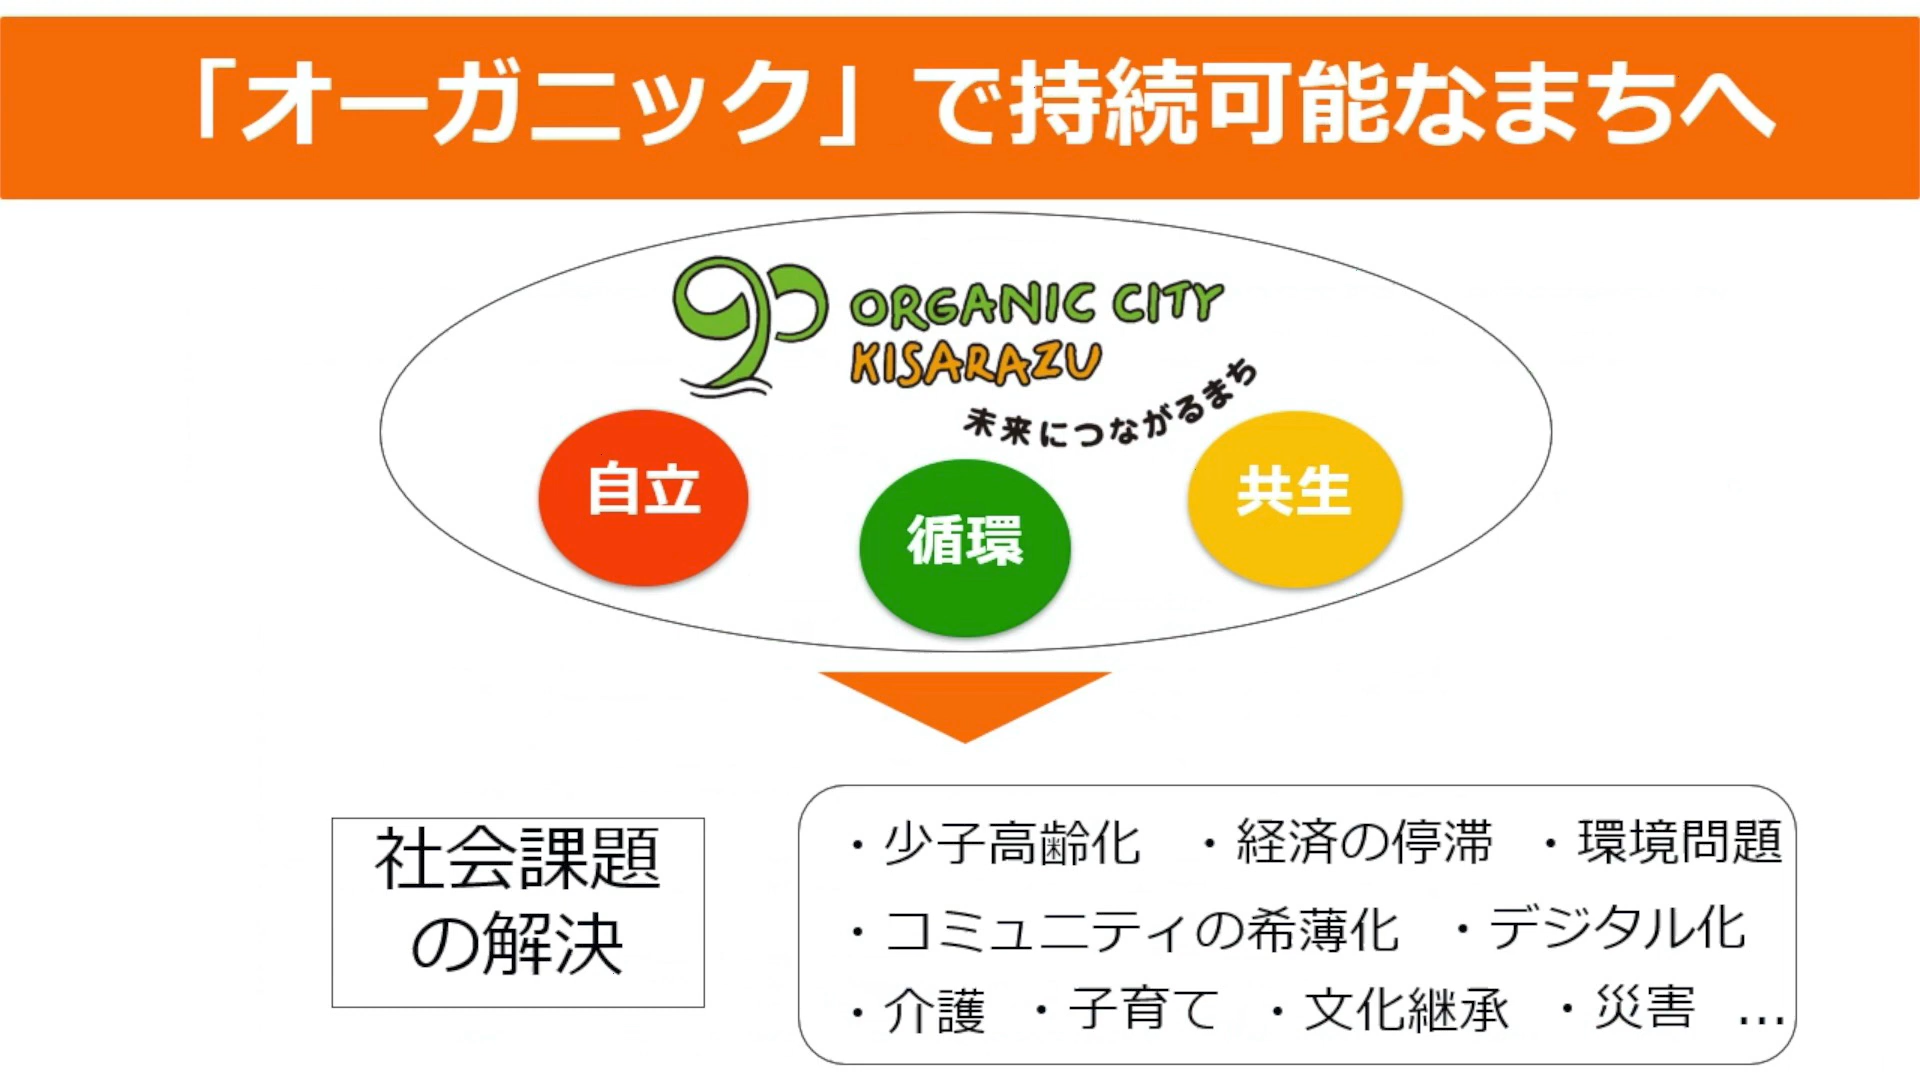 「オーガニック」で持続可能なまちへ
ORGANIC CITY
KISARAZU
未来につながるまち
自立
循環
共生
社会課題
の解決
・少子高齢化 ・経済の停滞 ・環境問題
・コミュニティの希薄化 ・デジタル化
・介護 ・子育て ・文化継承 ・災害 …